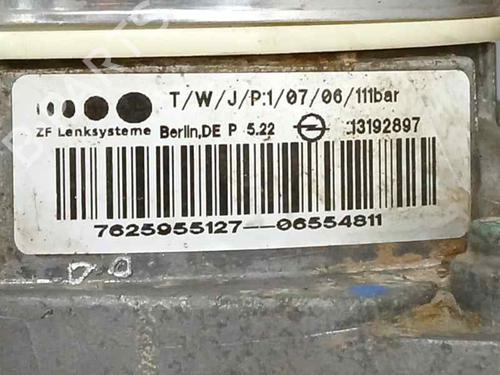 T/W/J/P:1/07/06/111bar
ZF Lenksysteme Berlin,DE P 5.22 13192897
7625955127--06554811